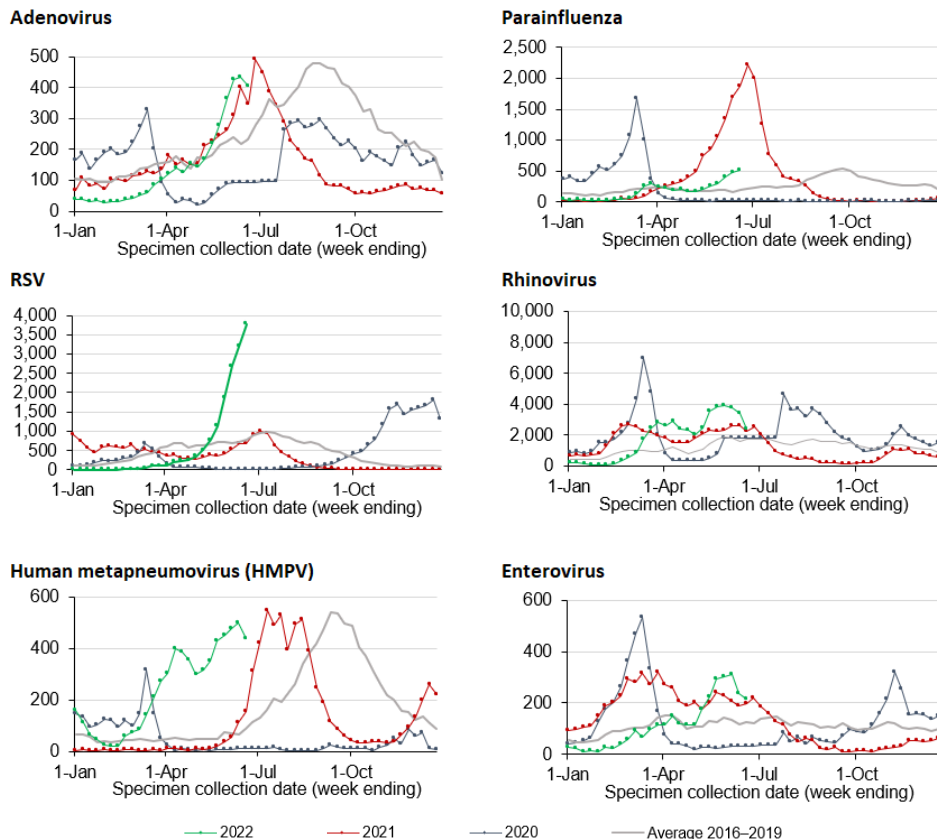 Adenovirus
500
400
300
200
100
0
1-Jan 1-Apr 1-Jul 1-Oct
Specimen collection date (week ending)
Parainfluenza
2,500
2,000
1,500
1,000
500
0
1-Jan 1-Apr 1-Jul 1-Oct
Specimen collection date (week ending)
RSV
4,000
3,500
3,000
2,500
2,000
1,500
1,000
500
0
1-Jan 1-Apr 1-Jul 1-Oct
Specimen collection date (week ending)
Rhinovirus
10,000
8,000
6,000
4,000
2,000
0
1-Jan 1-Apr 1-Jul 1-Oct
Specimen collection date (week ending)
Human metapneumovirus (HMPV)
600
400
200
0
1-Jan 1-Apr 1-Jul 1-Oct
Specimen collection date (week ending)
Enterovirus
600
400
200
0
1-Jan 1-Apr 1-Jul 1-Oct
Specimen collection date (week ending)
2022 2021 2020 Average 2016–2019